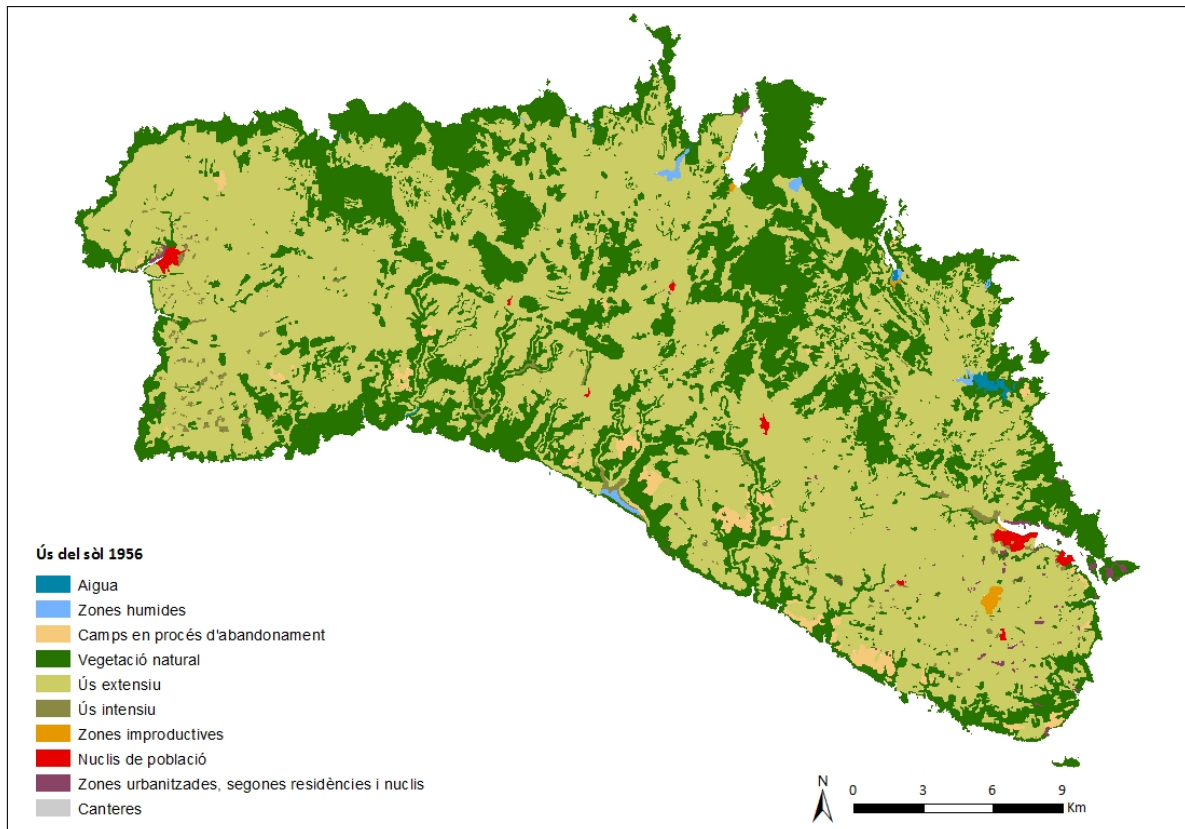 Ús del sòl 1956
Aigua
Zones humides
Camps en procés d'abandonament
Vegetació natural
Ús extensiu
Ús intensiu
Zones improductives
Nuclis de població
Zones urbanitzades, segones residències i nuclis
Canteres
N
0 3 6 9
Km